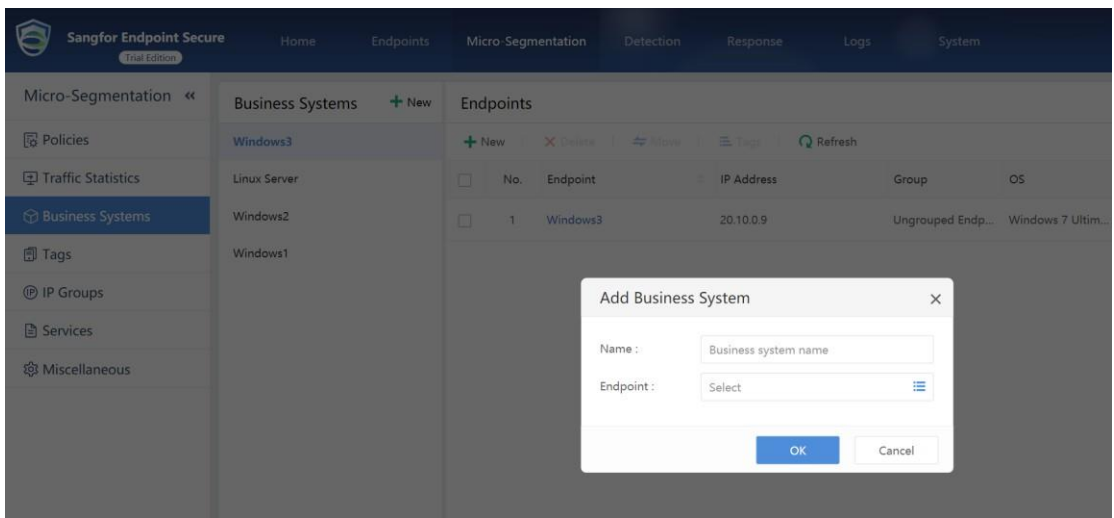 Sangfor Endpoint Secure
Trial Edition
Home Endpoints Micro-Segmentation Detection Response Logs System
Micro-Segmentation «
Policies
Traffic Statistics
Business Systems
Tags
IP Groups
Services
Miscellaneous
Business Systems + New
Windows3
Linux Server
Windows2
Windows1
Endpoints
+ New Delete Move Tags Refresh
No. Endpoint IP Address Group OS
1 Windows3 20.10.0.9 Ungrouped Endp... Windows 7 Ultim...
Add Business System
Name : Business system name
Endpoint : Select
OK Cancel